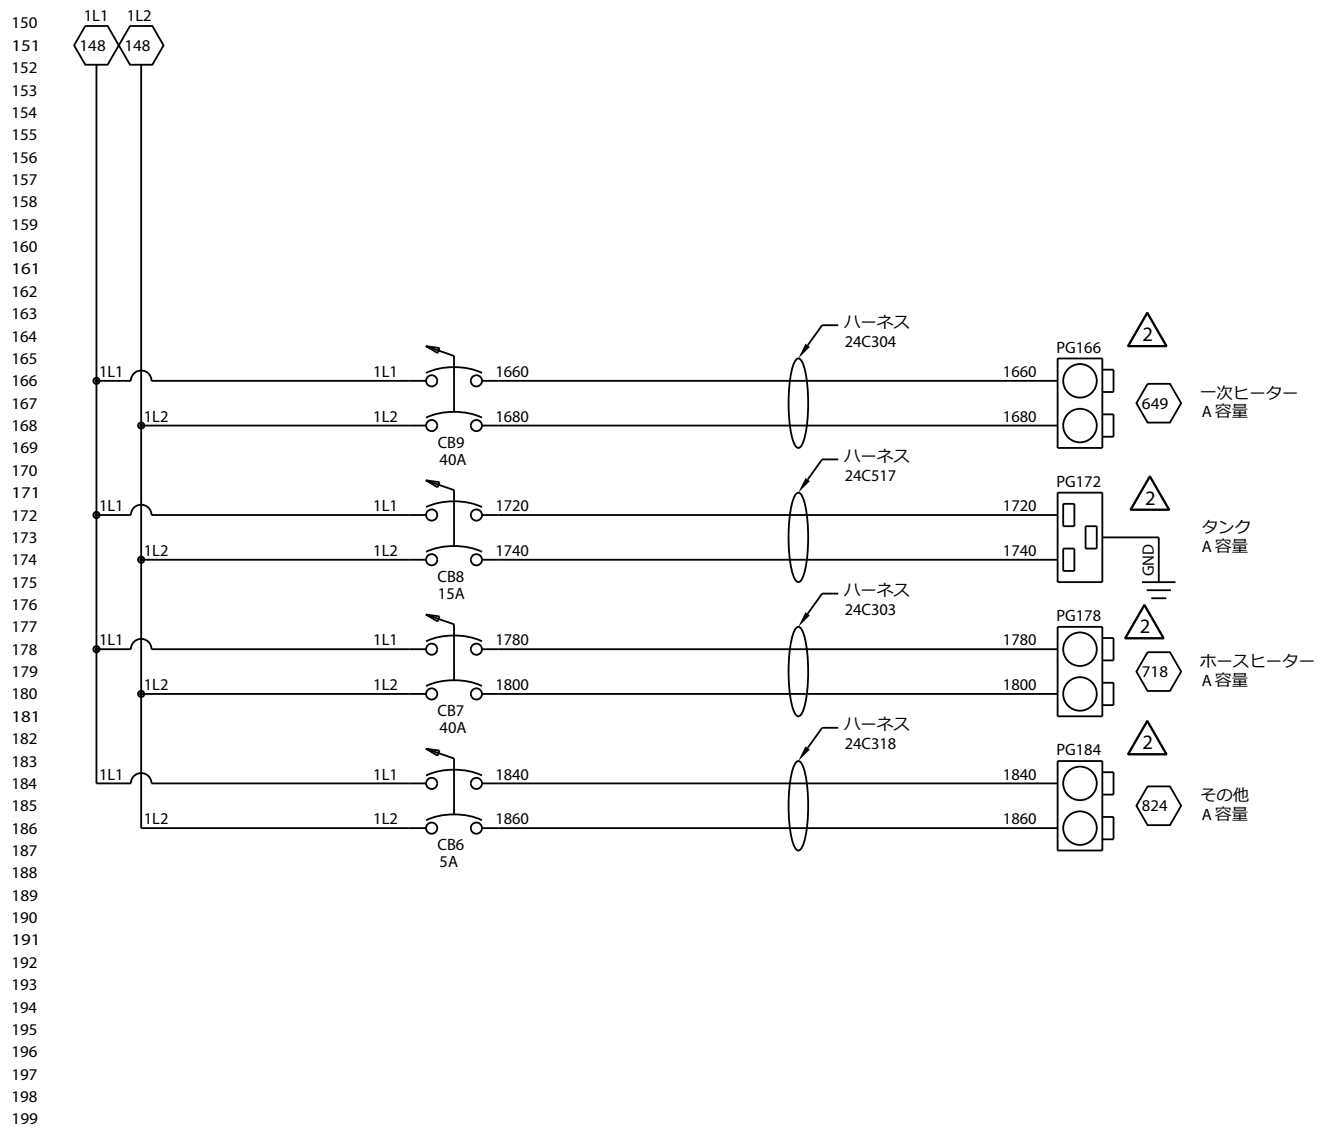 1L1 1L2
150
151 148 148
152
153
154
155
156
157
158
159
160
161
162
163 ハーネス
164 24C304 2
165 PG166
166 1L1 1L1 1660 1660
167 649 一次ヒーター
A 容量
168 1L2 1L2 1680 1680
169 CB9
40A
170 ハーネス
171 24C517 PG172 2
172 1L1 1L1 1720 1720
173 タンク
A 容量
174 1L2 1L2 1740 1740 GND
175 CB8
15A
176 ハーネス
24C303
177 PG178 2
178 1L1 1L1 1780 1780
179 718 ホースヒーター
A 容量
180 1L2 1L2 1800 1800
181 CB7
40A
182 ハーネス
24C318 2
183 PG184
184 1L1 1L1 1840 1840
185 824 その他
A 容量
186 1L2 1L2 1860 1860
187 CB6
5A
188
189
190
191
192
193
194
195
196
197
198
199